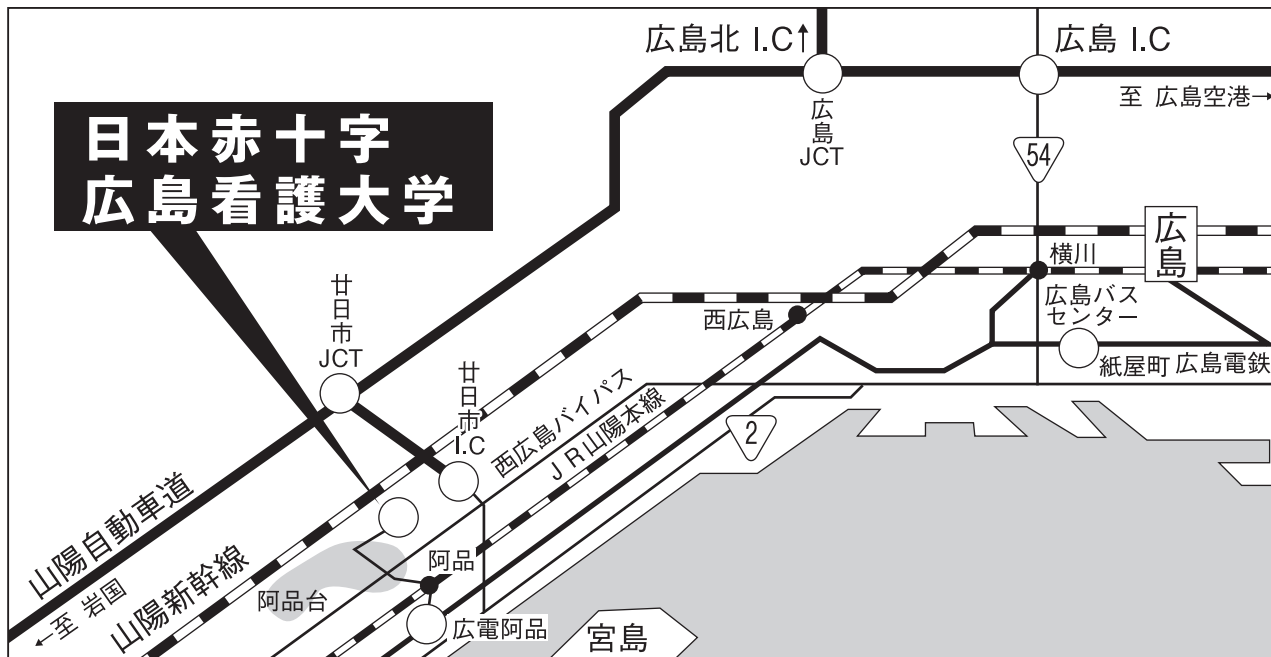 広島北 I.C↑
広島 I.C
至 広島空港→
広島
JCT
54
日本赤十字
広島看護大学
広島
横川
広島バス
センター
西広島
紙屋町
広島電鉄
廿日市
JCT
廿日市
I.C
西広島バイパス
JR山陽本線
2
山陽自動車道
←至 岩国
山陽新幹線
阿品
阿品台
広電阿品
宮島